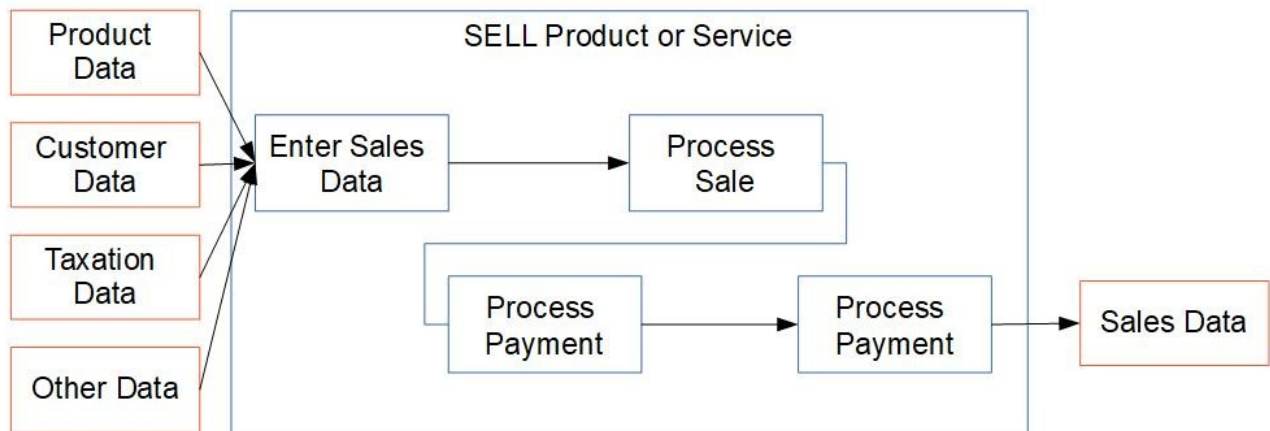 SELL Product or Service
Product
Data
Customer
Data
Taxation
Data
Other Data
Enter Sales
Data
Process
Sale
Process
Payment
Process
Payment
Sales Data